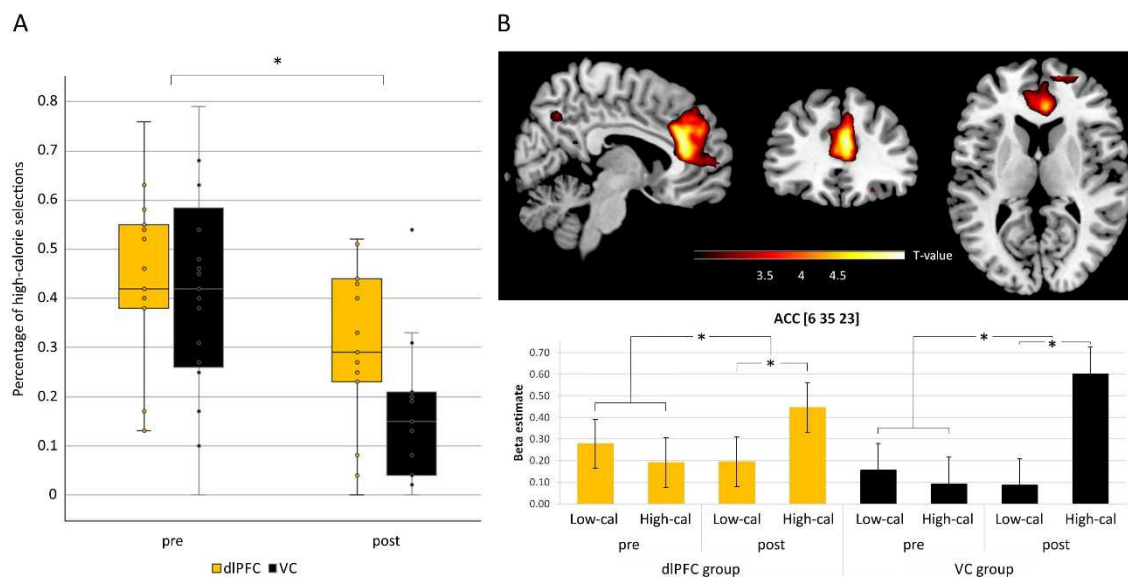 A
*
Percentage of high-calorie selections
0.8
0.7
0.6
0.5
0.4
0.3
0.2
0.1
0
pre
post
dlPFC
VC
B
T-value
3.5
4
4.5
ACC [6 35 23]
*
*
*
*
Beta estimate
0.70
0.60
0.50
0.40
0.30
0.20
0.10
0.00
Low-cal
High-cal
Low-cal
High-cal
Low-cal
High-cal
Low-cal
High-cal
pre
post
pre
post
dlPFC group
VC group